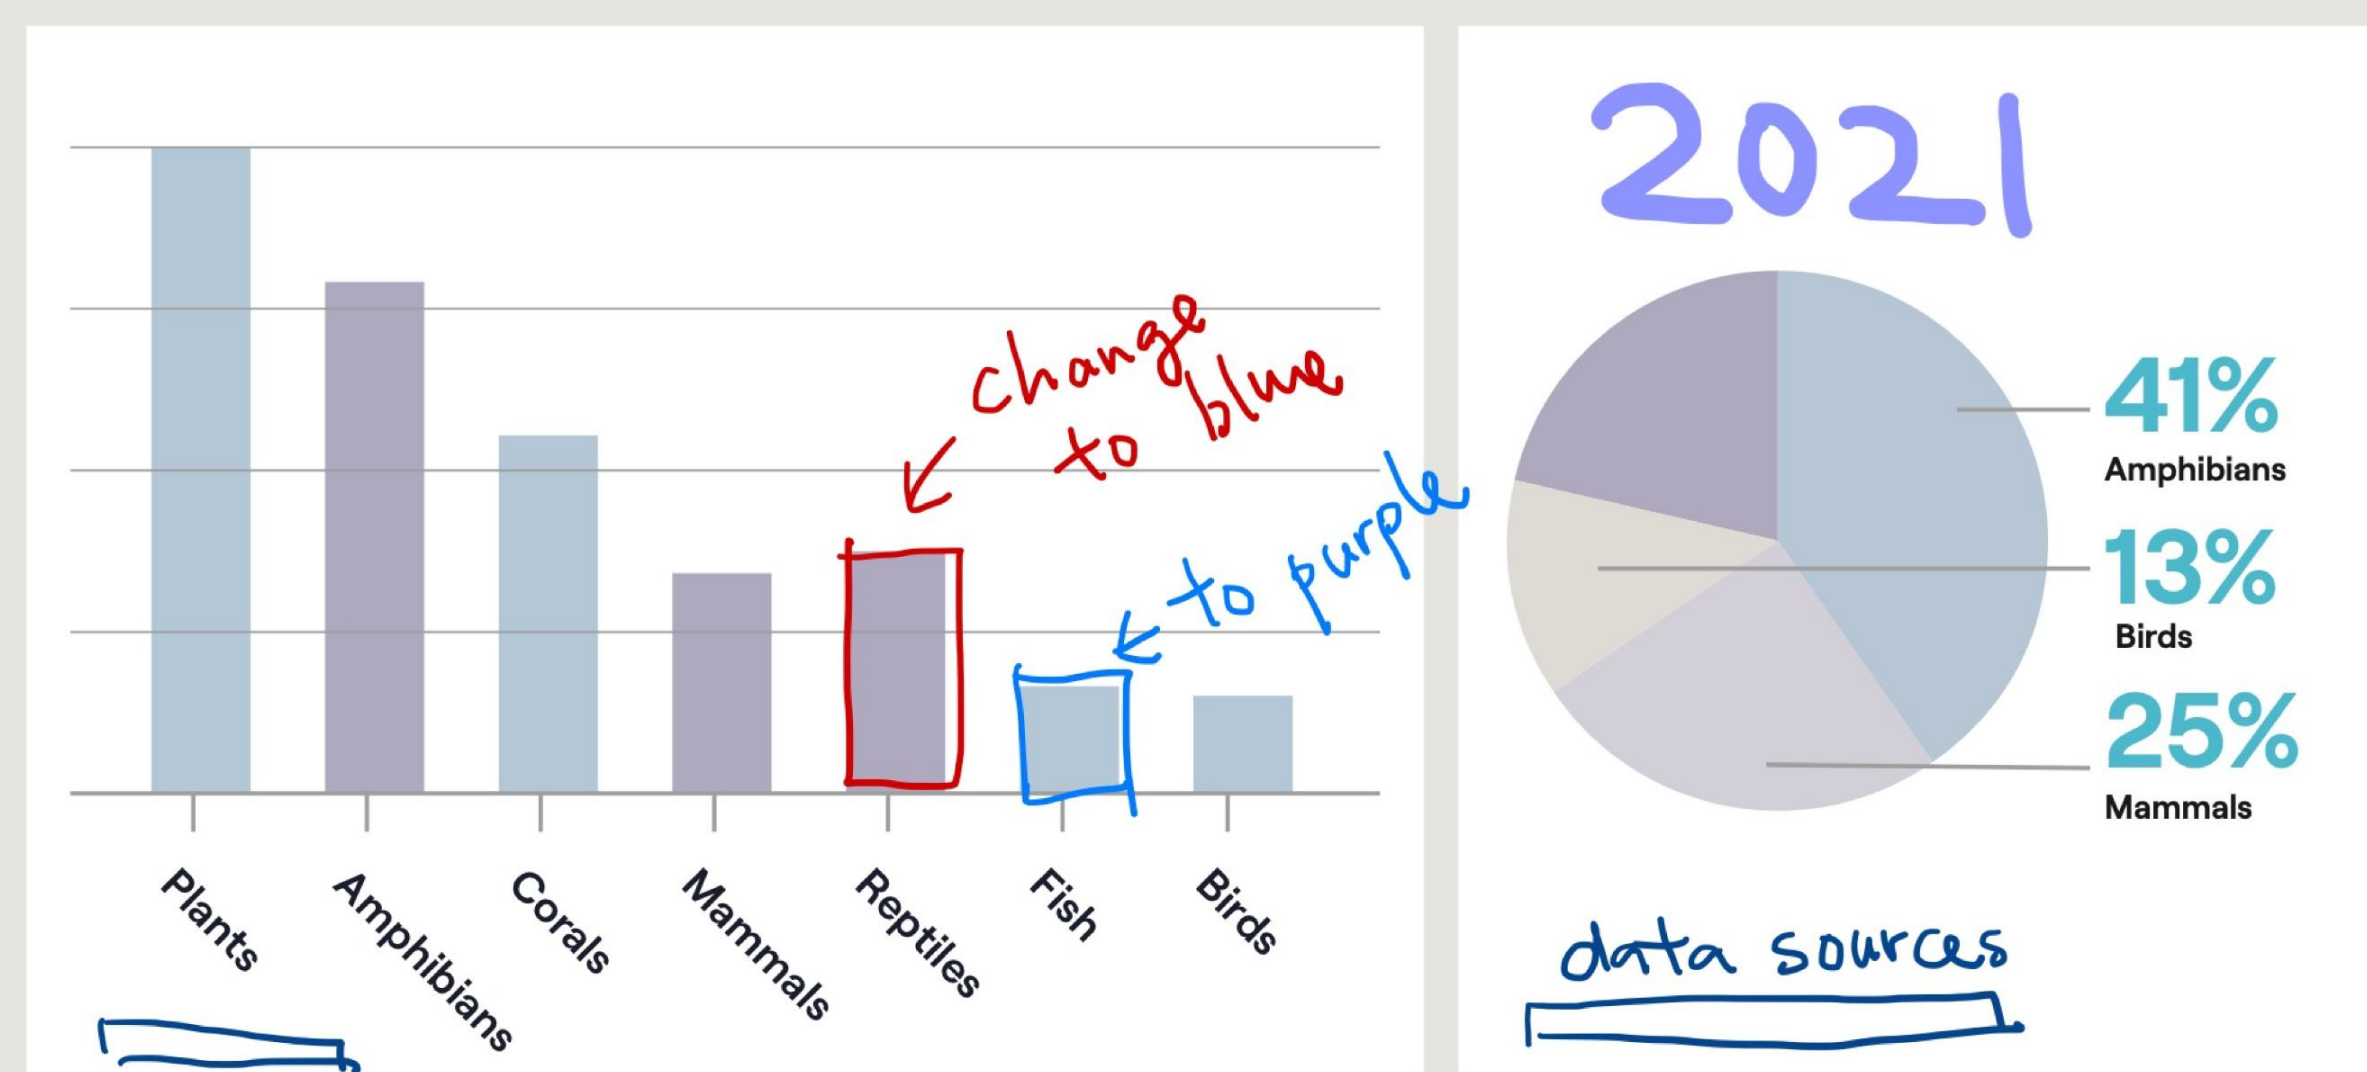 change
to blue
to purple
Plants
Amphibians
Corals
Mammals
Reptiles
Fish
Birds
2021
41%
Amphibians
13%
Birds
25%
Mammals
data sources